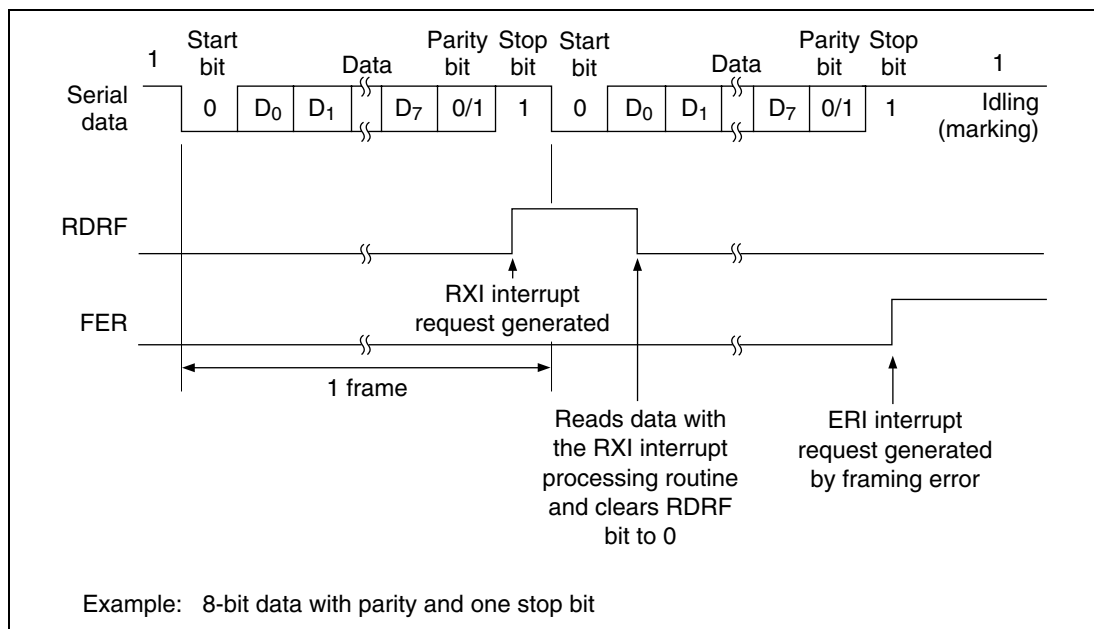 1 Start bit Data Parity bit Stop bit Start bit Data Parity bit Stop bit 1
Serial data 0 D0 D1 D7 0/1 1 0 D0 D1 D7 0/1 1 Idling (marking)
RDRF
RXI interrupt
request generated
FER
1 frame
Reads data with
the RXI interrupt
processing routine
and clears RDRF
bit to 0
ERI interrupt
request generated
by framing error
Example: 8-bit data with parity and one stop bit